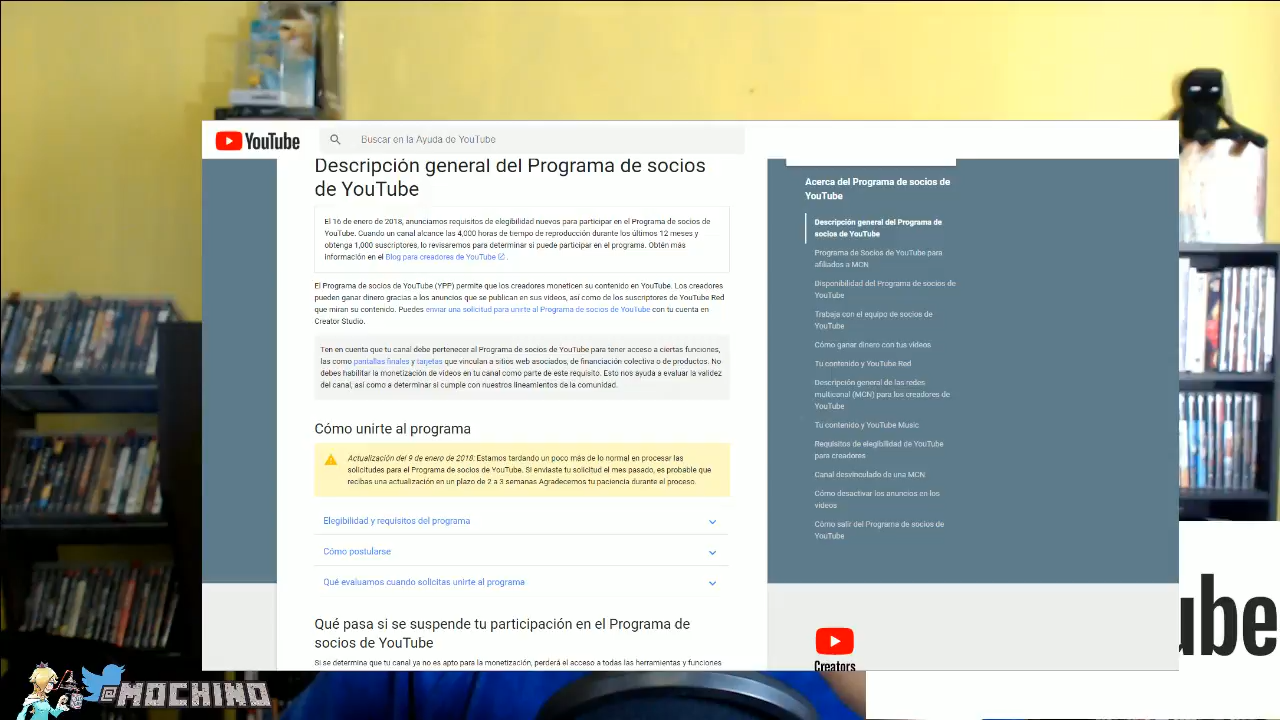 YouTube
Buscar en la Ayuda de YouTube
Descripción general del Programa de socios
de YouTube
El 16 de enero de 2018, anunciamos requisitos de elegibilidad nuevos para participar en el Programa de socios de
YouTube. Cuando un canal alcance las 4,000 horas de tiempo de reproducción durante los últimos 12 meses y
obtenga 1,000 suscriptores, lo revisaremos para determinar si puede participar en el programa. Obtén más
información en el Blog para creadores de YouTube.
El Programa de socios de YouTube (YPP) permite que los creadores moneticen su contenido en YouTube. Los creadores
pueden ganar dinero gracias a los anuncios que se publican en sus videos, así como de los suscriptores de YouTube Red
que miran su contenido. Puedes enviar una solicitud para unirte al Programa de socios de YouTube con tu cuenta en
Creator Studio.
Ten en cuenta que tu canal debe pertenecer al Programa de socios de YouTube para tener acceso a ciertas funciones,
las como pantallas finales y tarjetas que vinculan a sitios web asociados, de financiación colectiva o de productos. No
debes habilitar la monetización de videos en tu canal como parte de este requisito. Esto nos ayuda a evaluar la validez
del canal, así como a determinar si cumple con nuestros lineamientos de la comunidad.
Cómo unirte al programa
Actualización del 9 de enero de 2018: Estamos tardando un poco más de lo normal en procesar las
solicitudes para el Programa de socios de YouTube. Si enviaste tu solicitud el mes pasado, es probable que
recibas una actualización en un plazo de 2 a 3 semanas Agradecemos tu paciencia durante el proceso.
Elegibilidad y requisitos del programa
Cómo postularse
Qué evaluamos cuando solicitas unirte al programa
Qué pasa si se suspende tu participación en el Programa de
socios de YouTube
Si se determina que tu canal ya no es apto para la monetización, perderá el acceso a todas las herramientas y funciones
Acerca del Programa de socios de
YouTube
Descripción general del Programa de
socios de YouTube
Programa de Socios de YouTube para
afiliados a MCN
Disponibilidad del Programa de socios de
YouTube
Trabaja con el equipo de socios de
YouTube
Cómo ganar dinero con tus videos
Tu contenido y YouTube Red
Descripción general de las redes
multicanal (MCN) para los creadores de
YouTube
Tu contenido y YouTube Music
Requisitos de elegibilidad de YouTube
para creadores
Canal desvinculado de una MCN
Cómo desactivar los anuncios en los
videos
Cómo salir del Programa de socios de
YouTube
Creators
ube